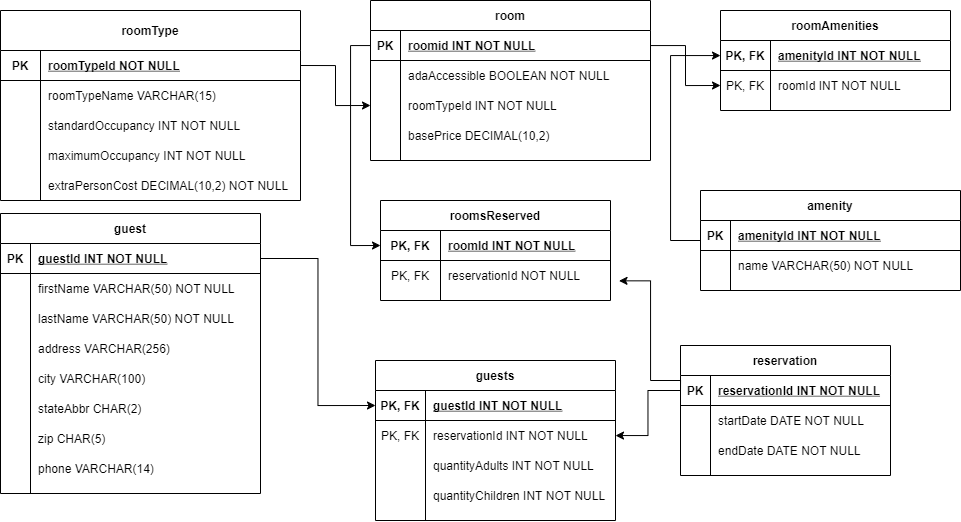 roomType
PK roomTypeId NOT NULL
roomTypeName VARCHAR(15)
standardOccupancy INT NOT NULL
maximumOccupancy INT NOT NULL
extraPersonCost DECIMAL(10,2) NOT NULL
room
PK roomid INT NOT NULL
adaAccessible BOOLEAN NOT NULL
roomTypeId INT NOT NULL
basePrice DECIMAL(10,2)
roomAmenities
PK, FK amenityId INT NOT NULL
PK, FK roomId INT NOT NULL
guest
PK guestId INT NOT NULL
firstName VARCHAR(50) NOT NULL
lastName VARCHAR(50) NOT NULL
address VARCHAR(256)
city VARCHAR(100)
stateAbbr CHAR(2)
zip CHAR(5)
phone VARCHAR(14)
roomsReserved
PK, FK roomId INT NOT NULL
PK, FK reservationId INT NOT NULL
amenity
PK amenityId INT NOT NULL
name VARCHAR(50) NOT NULL
guests
PK, FK guestId INT NOT NULL
PK, FK reservationId INT NOT NULL
quantityAdults INT NOT NULL
quantityChildren INT NOT NULL
reservation
PK reservationId INT NOT NULL
startDate DATE NOT NULL
endDate DATE NOT NULL